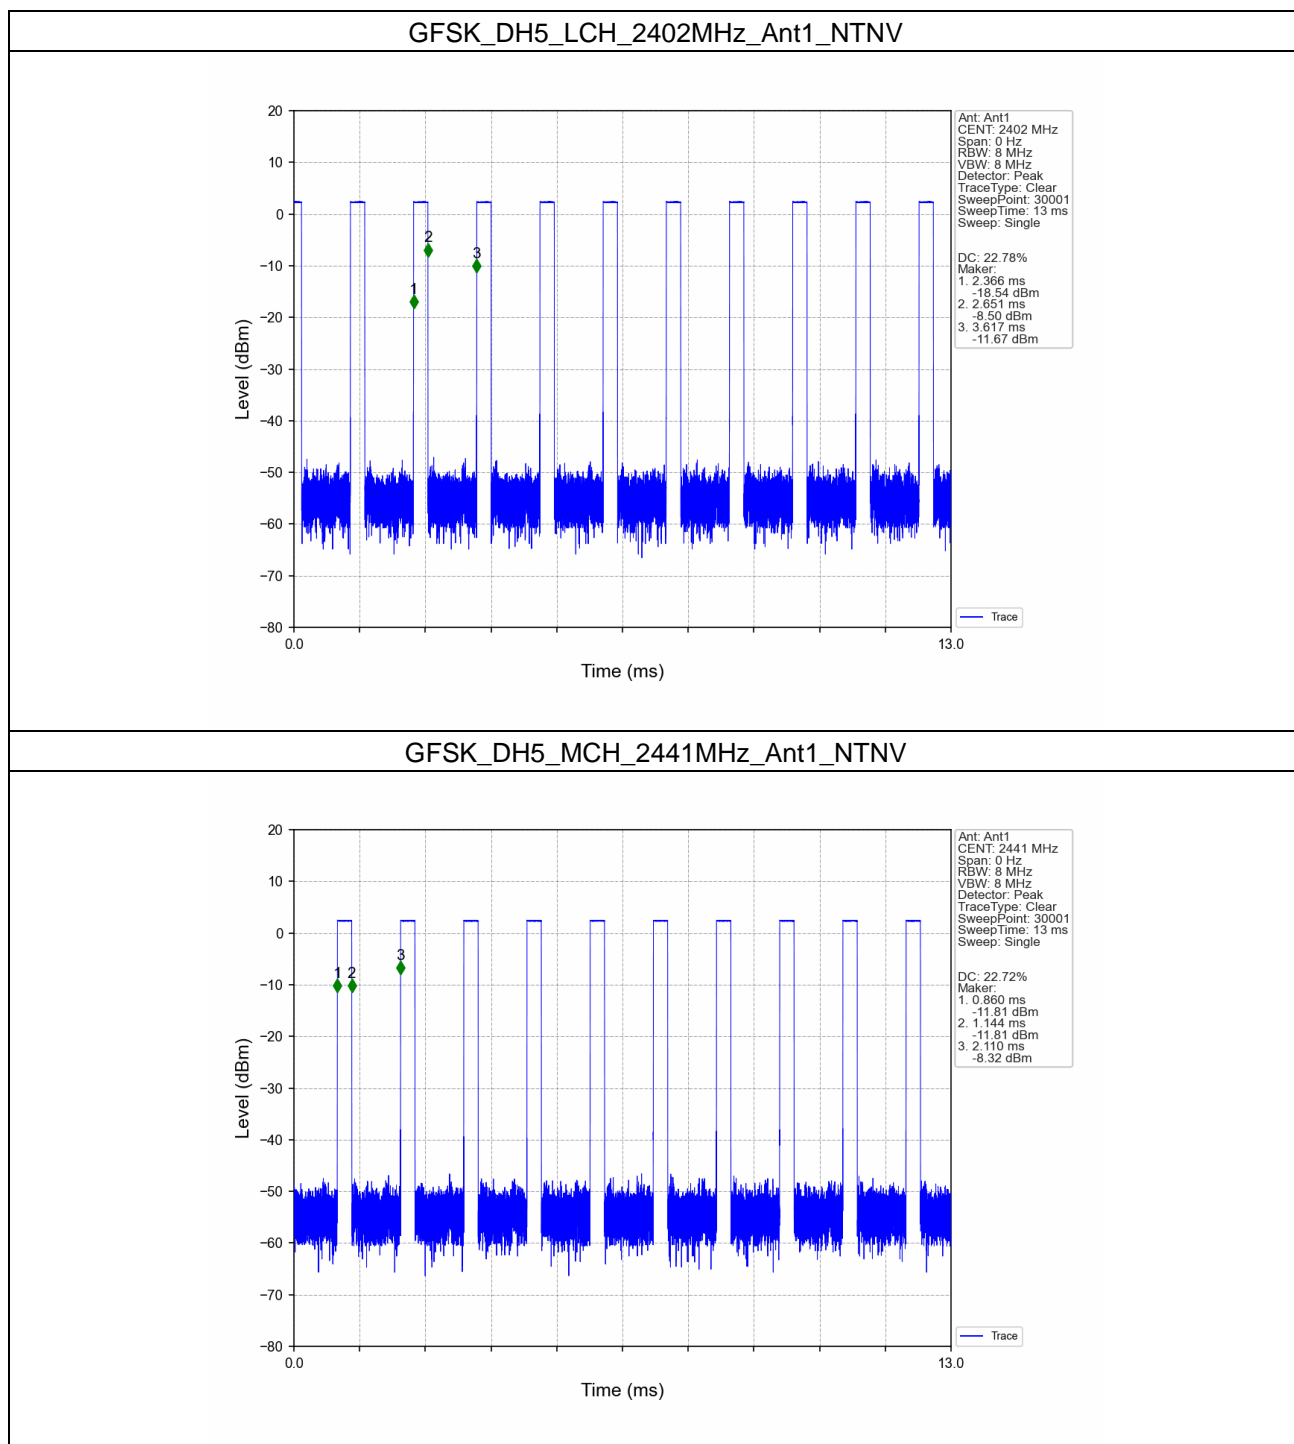 GFSK_DH5_LCH_2402MHz_Ant1_NTNV
20
10
0
−10
−20
−30
−40
−50
−60
−70
−80
Level (dBm)
1
2
3
0.0
13.0
Time (ms)
Ant: Ant1
CENT: 2402 MHz
Span: 0 Hz
RBW: 8 MHz
VBW: 8 MHz
Detector: Peak
TraceType: Clear
SweepPoint: 30001
SweepTime: 13 ms
Sweep: Single
DC: 22.78%
Maker:
1. 2.366 ms
-18.54 dBm
2. 2.651 ms
-8.50 dBm
3. 3.617 ms
-11.67 dBm
Trace
GFSK_DH5_MCH_2441MHz_Ant1_NTNV
20
10
0
−10
−20
−30
−40
−50
−60
−70
−80
Level (dBm)
1
2
3
0.0
13.0
Time (ms)
Ant: Ant1
CENT: 2441 MHz
Span: 0 Hz
RBW: 8 MHz
VBW: 8 MHz
Detector: Peak
TraceType: Clear
SweepPoint: 30001
SweepTime: 13 ms
Sweep: Single
DC: 22.72%
Maker:
1. 0.860 ms
-11.81 dBm
2. 1.144 ms
-11.81 dBm
3. 2.110 ms
-8.32 dBm
Trace